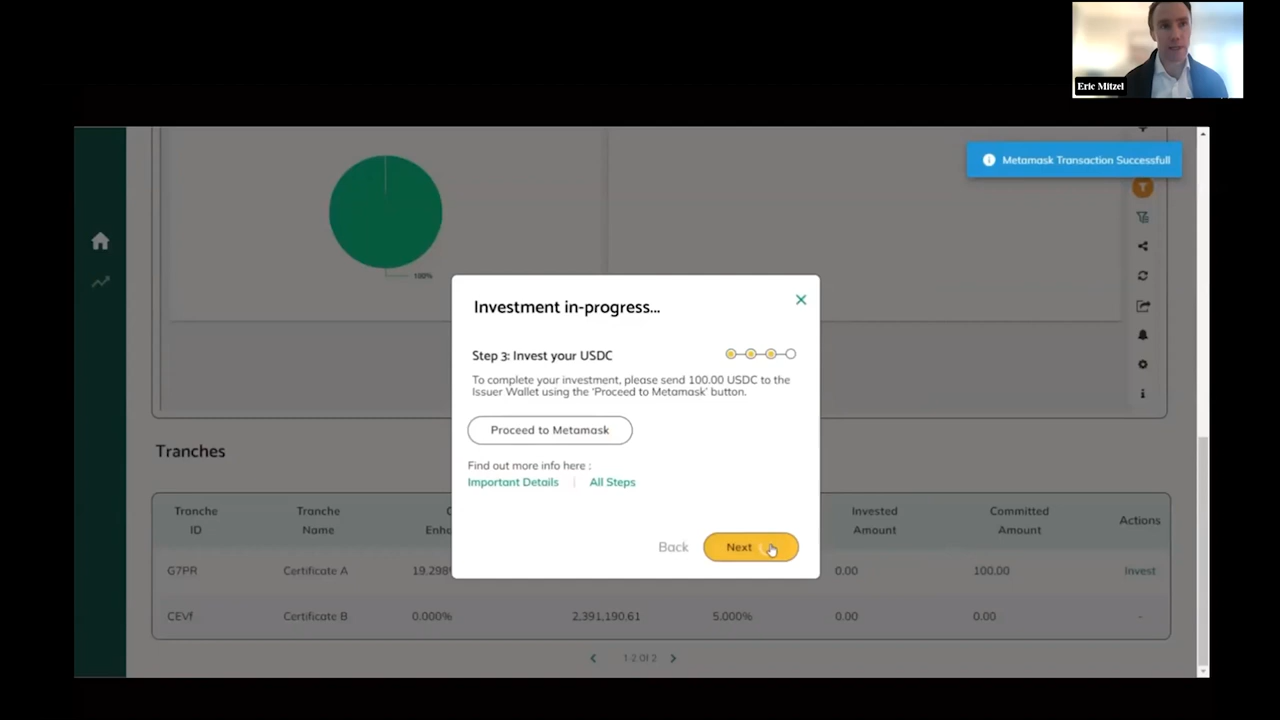 Eric Mitzel
Metamask Transaction Successfull
100%
Investment in-progress...
Step 3: Invest your USDC
To complete your investment, please send 100.00 USDC to the
Issuer Wallet using the 'Proceed to Metamask' button.
Proceed to Metamask
Find out more info here :
Important Details | All Steps
Back Next
Tranches
Tranche Tranche Invested Committed
ID Name Amount Amount Actions
G7PR Certificate A 0.00 100.00 Invest
CEVf Certificate B 0.000% 2,391,190.61 5.000% 0.00 0.00 -
1-2 Of 2